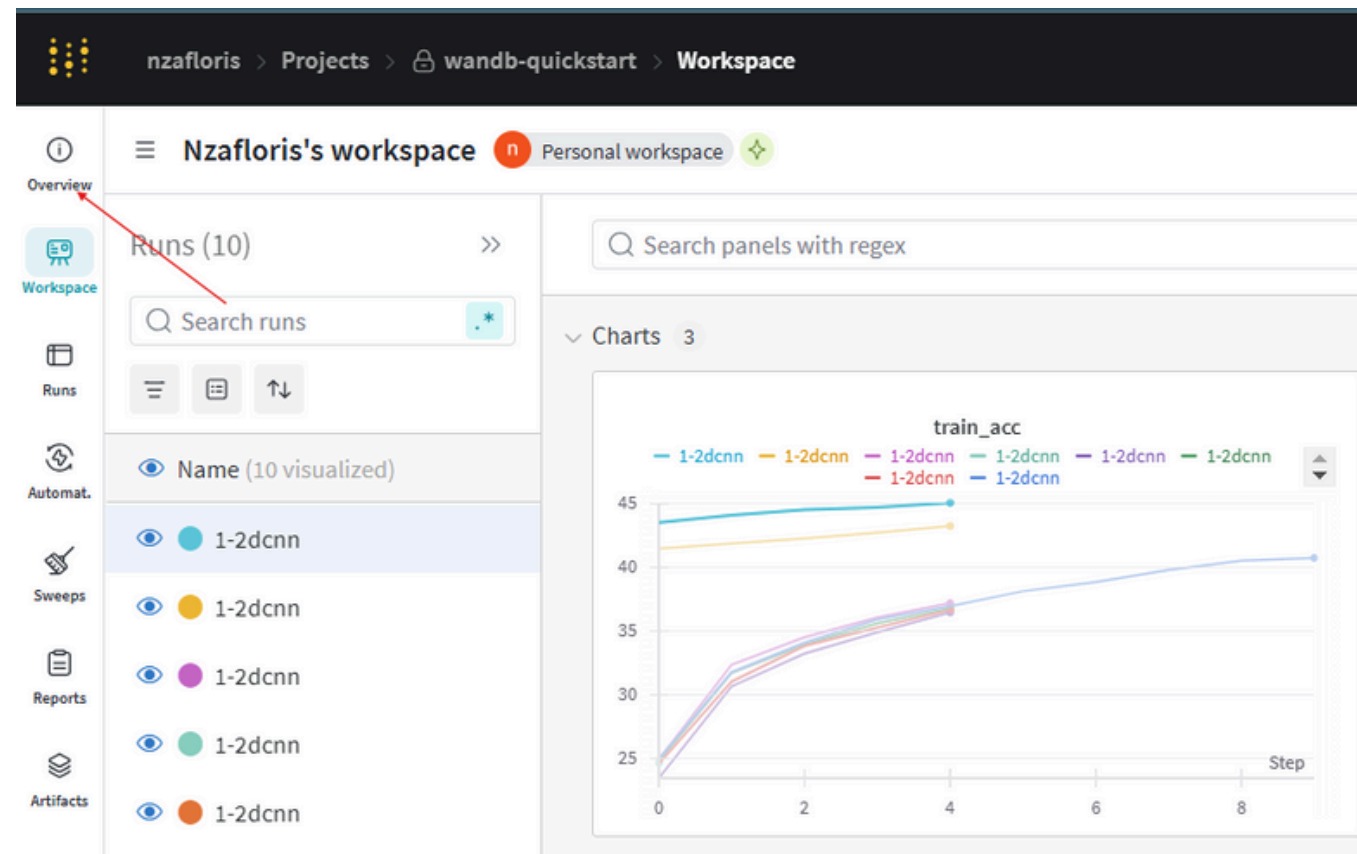 nzafloris > Projects > wandb-quickstart > Workspace
Overview
Workspace
Runs
Automat.
Sweeps
Reports
Artifacts
Nzafloris's workspace n Personal workspace
Runs (10)
Search runs .*
Name (10 visualized)
1-2dcnn
1-2dcnn
1-2dcnn
1-2dcnn
1-2dcnn
Search panels with regex
Charts 3
train_acc
1-2dcnn 1-2dcnn 1-2dcnn 1-2dcnn 1-2dcnn 1-2dcnn
1-2dcnn 1-2dcnn
45
40
35
30
25
Step
0 2 4 6 8